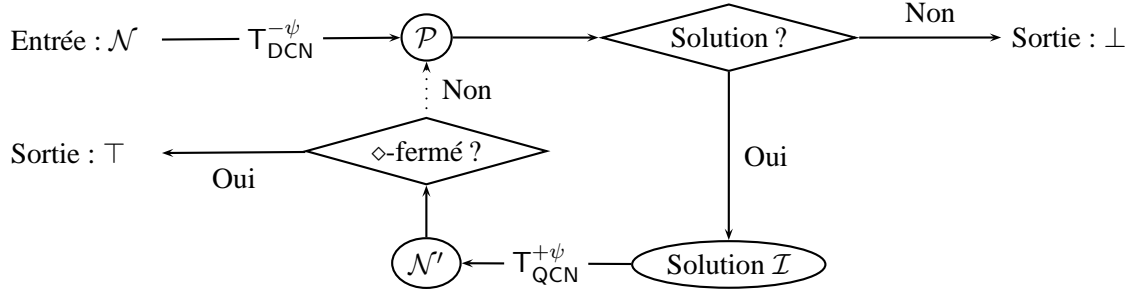 Entrée : 𝒩 T_DCN^{-ψ} 𝒫 Solution ? Non Sortie : ⊥
Non
Sortie : ⊤ Oui ⋄-fermé ? Oui
𝒩′ T_QCN^{+ψ} Solution ℐ